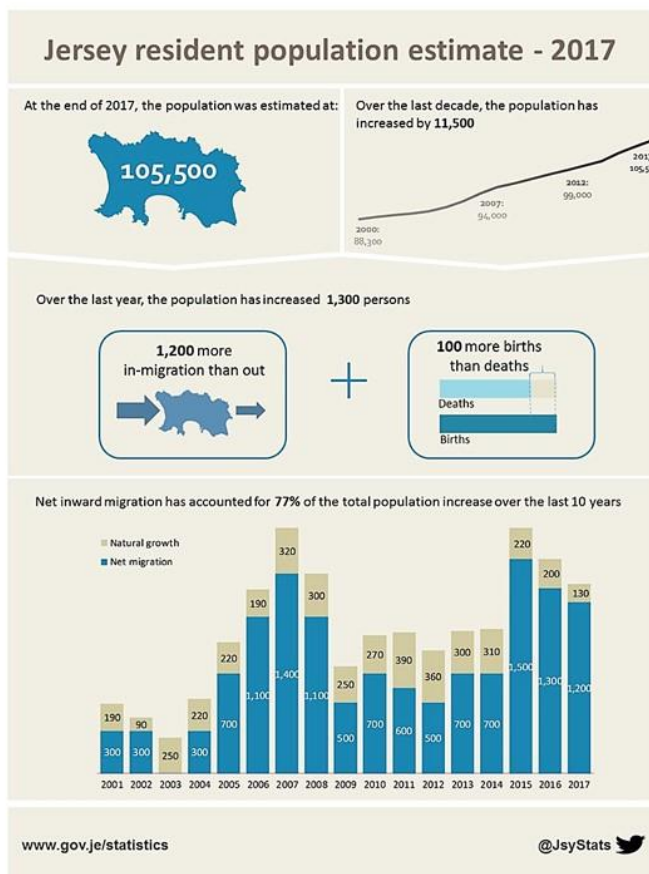 Jersey resident population estimate - 2017
At the end of 2017, the population was estimated at:
105,500
Over the last decade, the population has
increased by 11,500
2000:
88,300
2007:
94,000
2012:
99,000
Over the last year, the population has increased 1,300 persons
1,200 more
in-migration than out
100 more births
than deaths
Deaths
Births
Net inward migration has accounted for 77% of the total population increase over the last 10 years
Natural growth
Net migration
190 90 250 220 220 190 320 300 250 270 390 360 300 310 220 200 130
300 300 300 700 1,100 1,400 1,100 500 700 600 500 700 700 1,500 1,300 1,200
2001 2002 2003 2004 2005 2006 2007 2008 2009 2010 2011 2012 2013 2014 2015 2016 2017
www.gov.je/statistics
@JsyStats